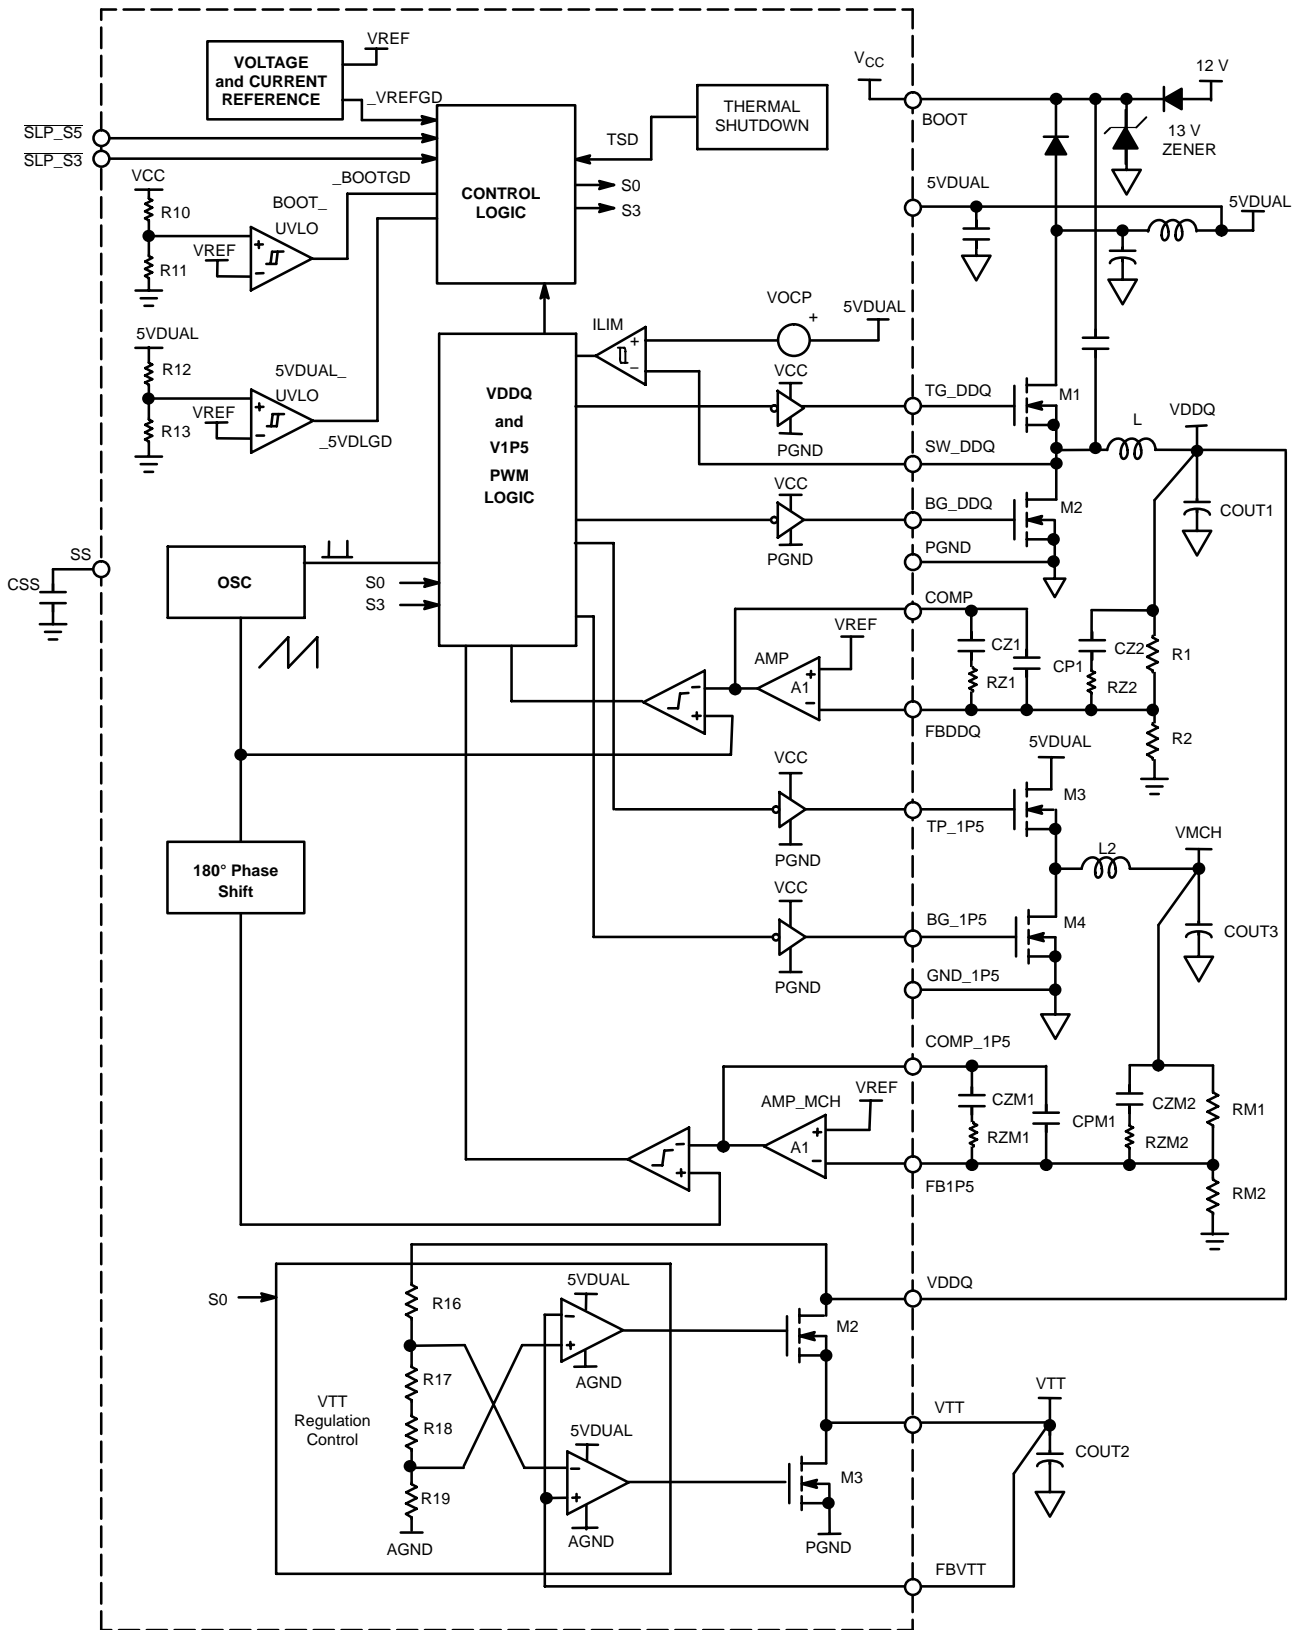 VREF
VOLTAGE
and CURRENT
REFERENCE
_VREFGD
SLP_S5
SLP_S3
THERMAL
SHUTDOWN
TSD
CONTROL
LOGIC
S0
S3
VCC
12 V
BOOT
13 V
ZENER
VCC
R10
R11
VREF
BOOT_
UVLO
_BOOTGD
+
−
5VDUAL
5VDUAL
5VDUAL
R12
R13
VREF
5VDUAL_
UVLO
_5VDLGD
+
−
VDDQ
and
V1P5
PWM
LOGIC
ILIM
+
−
VOCP
+
5VDUAL
VCC
PGND
TG_DDQ
M1
SW_DDQ
L
VDDQ
COUT1
VCC
PGND
BG_DDQ
M2
PGND
SS
CSS
OSC
S0
S3
COMP
VREF
AMP
A1
+
−
−
+
FBDDQ
CZ1
RZ1
CP1
CZ2
RZ2
R1
R2
5VDUAL
VCC
PGND
TP_1P5
M3
180° Phase
Shift
L2
VMCH
COUT3
VCC
PGND
BG_1P5
M4
GND_1P5
COMP_1P5
VREF
AMP_MCH
A1
+
−
−
+
FB1P5
CZM1
RZM1
CPM1
CZM2
RZM2
RM1
RM2
S0
VTT
Regulation
Control
R16
R17
R18
R19
AGND
5VDUAL
−
+
AGND
5VDUAL
−
+
AGND
M2
M3
PGND
VDDQ
VTT
VTT
COUT2
FBVTT